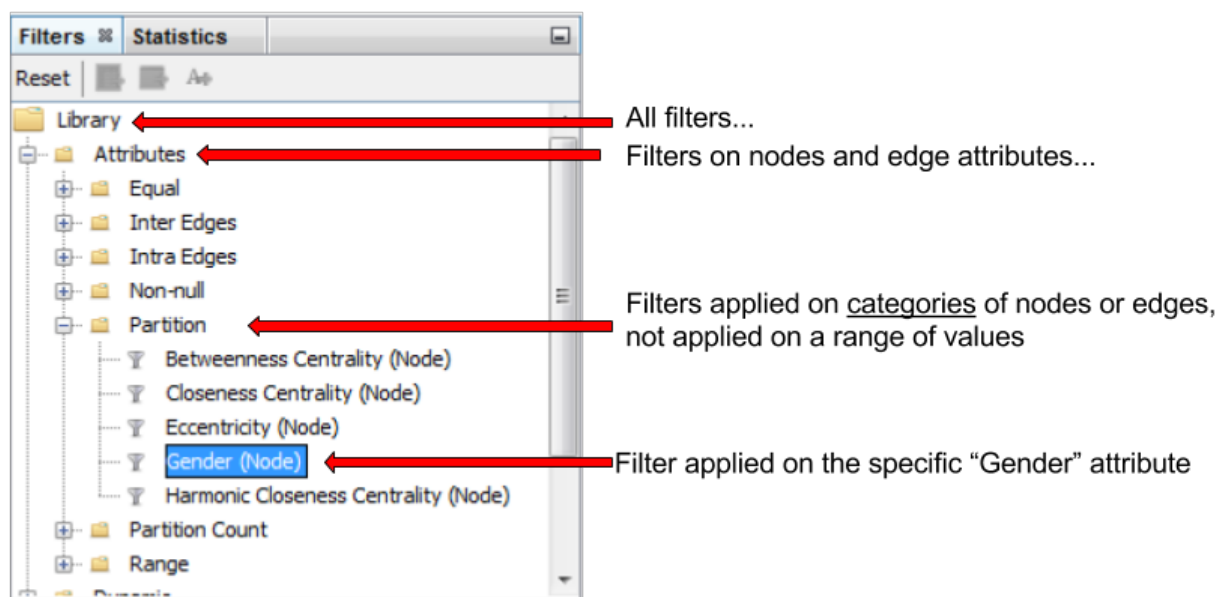 Filters Statistics
Reset
Library
All filters...
Attributes
Filters on nodes and edge attributes...
Equal
Inter Edges
Intra Edges
Non-null
Partition
Filters applied on categories of nodes or edges,
not applied on a range of values
Betweenness Centrality (Node)
Closeness Centrality (Node)
Eccentricity (Node)
Gender (Node)
Filter applied on the specific “Gender” attribute
Harmonic Closeness Centrality (Node)
Partition Count
Range